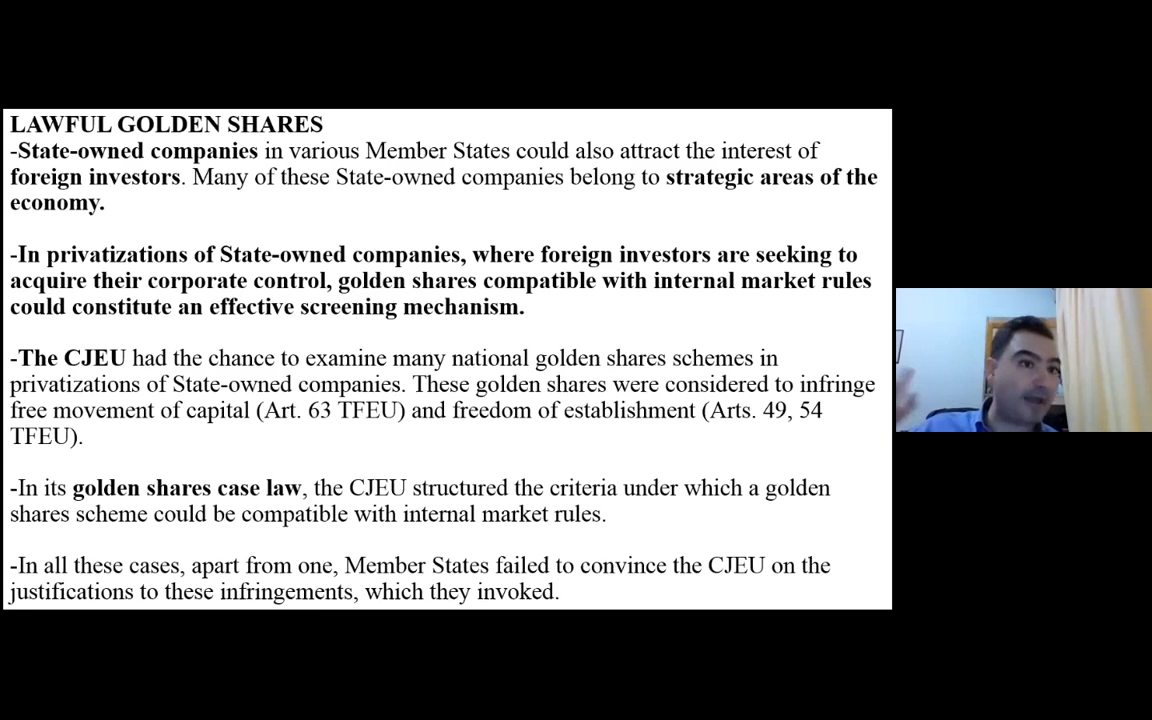 LAWFUL GOLDEN SHARES
-State-owned companies in various Member States could also attract the interest of
foreign investors. Many of these State-owned companies belong to strategic areas of the
economy.
-In privatizations of State-owned companies, where foreign investors are seeking to
acquire their corporate control, golden shares compatible with internal market rules
could constitute an effective screening mechanism.
-The CJEU had the chance to examine many national golden shares schemes in
privatizations of State-owned companies. These golden shares were considered to infringe
free movement of capital (Art. 63 TFEU) and freedom of establishment (Arts. 49, 54
TFEU).
-In its golden shares case law, the CJEU structured the criteria under which a golden
shares scheme could be compatible with internal market rules.
-In all these cases, apart from one, Member States failed to convince the CJEU on the
justifications to these infringements, which they invoked.